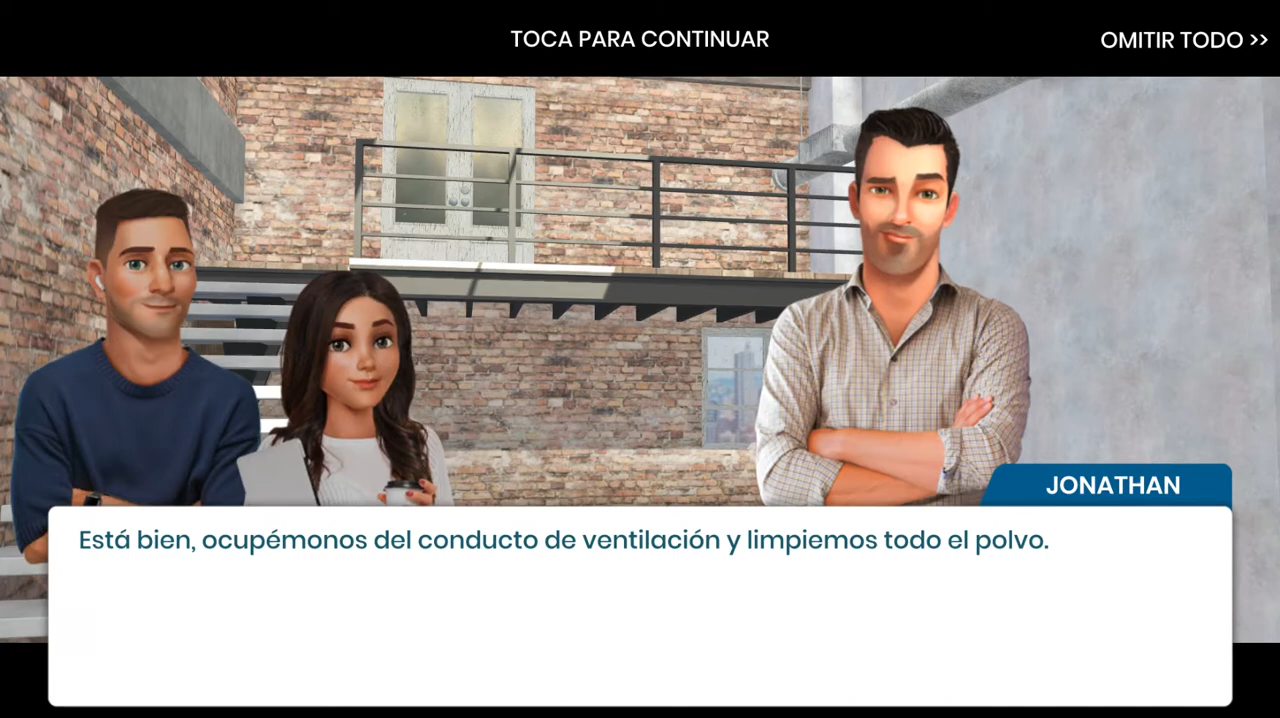 TOCA PARA CONTINUAR
OMITIR TODO >>
JONATHAN
Está bien, ocupémonos del conducto de ventilación y limpiemos todo el polvo.